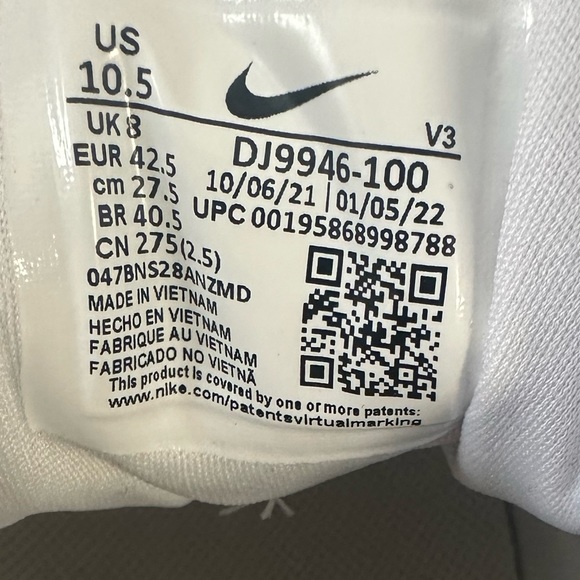 US
10.5
UK 8
EUR 42.5
cm 27.5
BR 40.5
CN 275(2.5)
V3
DJ9946-100
10/06/21 | 01/05/22
UPC 00195868998788
047BNS28ANZMD
MADE IN VIETNAM
HECHO EN VIETNAM
FABRIQUE AU VIETNAM
FABRICADO NO VIETNÃ
This product is covered by one or more patents:
www.nike.com/patentsvirtualmarking